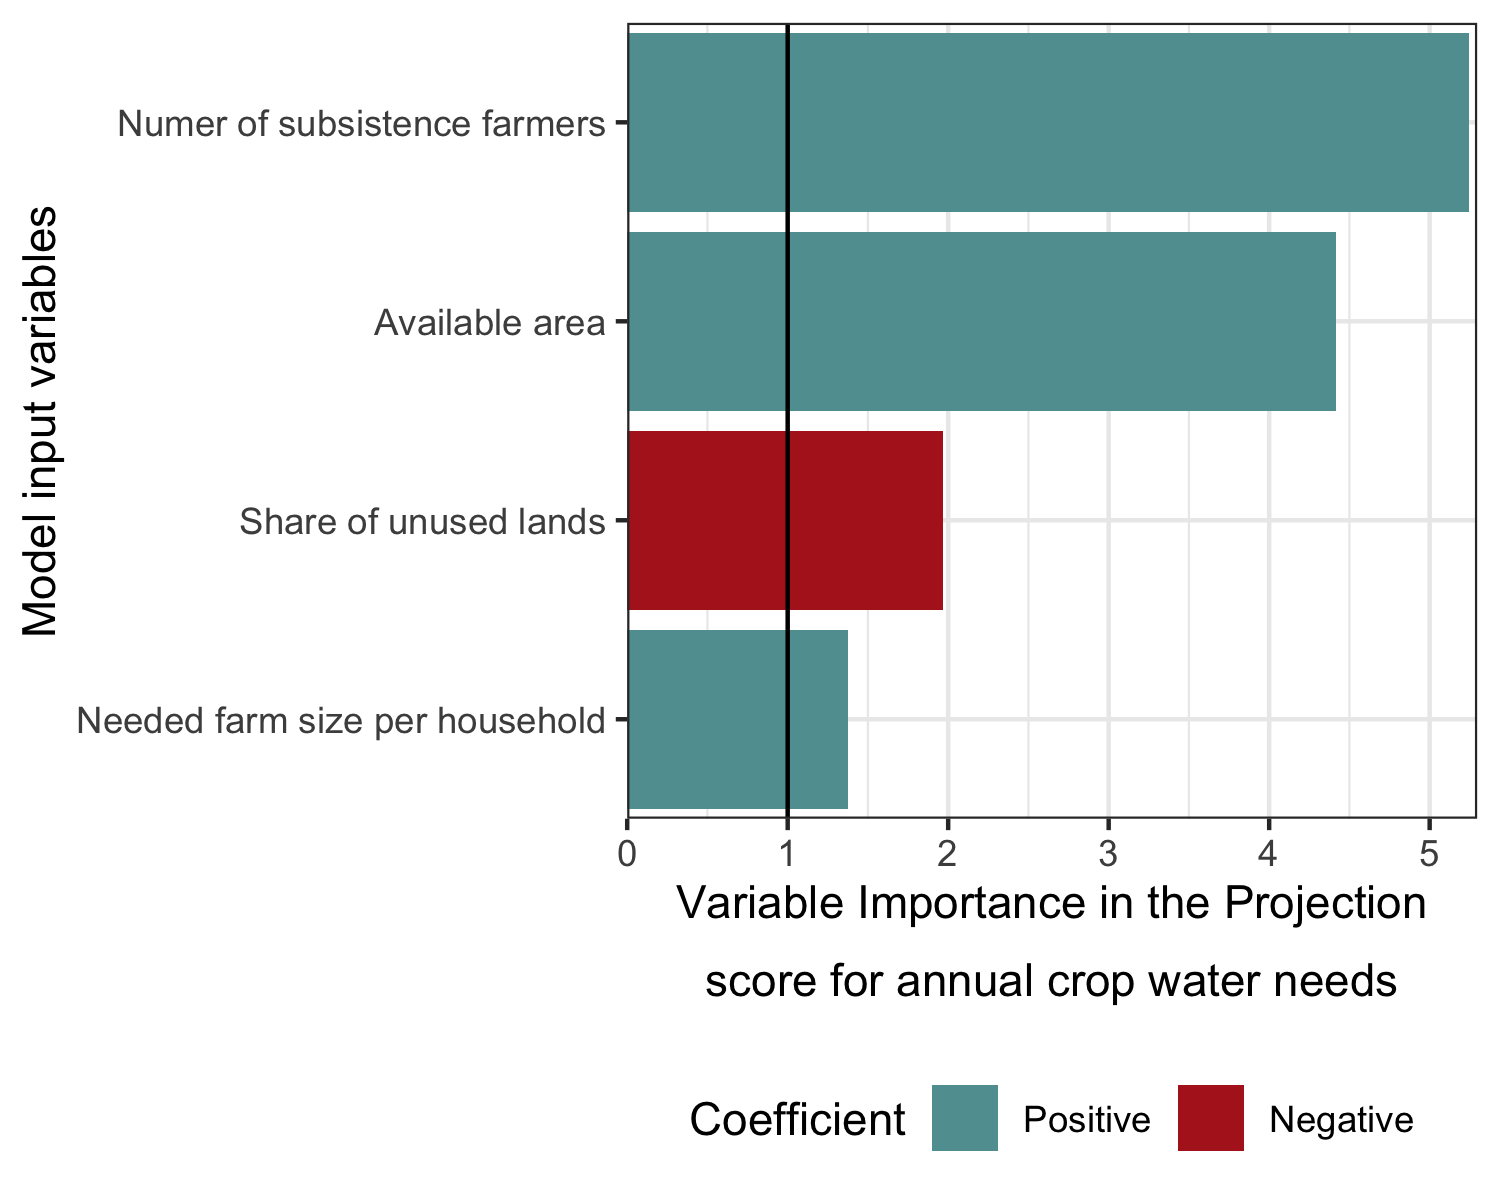 Model input variables
Numer of subsistence farmers
Available area
Share of unused lands
Needed farm size per household
0 1 2 3 4 5
Variable Importance in the Projection
score for annual crop water needs
Coefficient Positive Negative